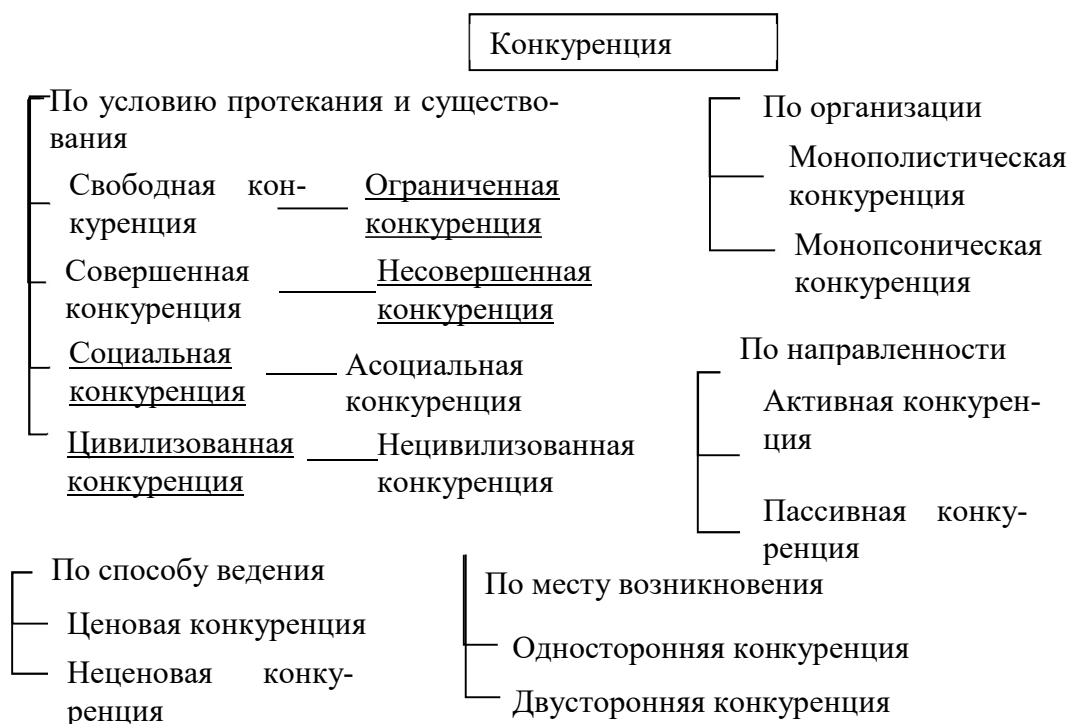 Конкуренция
По условию протекания и существо-
вания
Свободная кон-
куренция
Ограниченная
конкуренция
Совершенная
конкуренция
Несовершенная
конкуренция
Социальная
конкуренция
Асоциальная
конкуренция
Цивилизованная
конкуренция
Нецивилизованная
конкуренция
По организации
Монополистическая
конкуренция
Монопсоническая
конкуренция
По направленности
Активная конкурен-
ция
Пассивная конку-
ренция
По способу ведения
Ценовая конкуренция
Неценовая конку-
ренция
По месту возникновения
Односторонняя конкуренция
Двусторонняя конкуренция